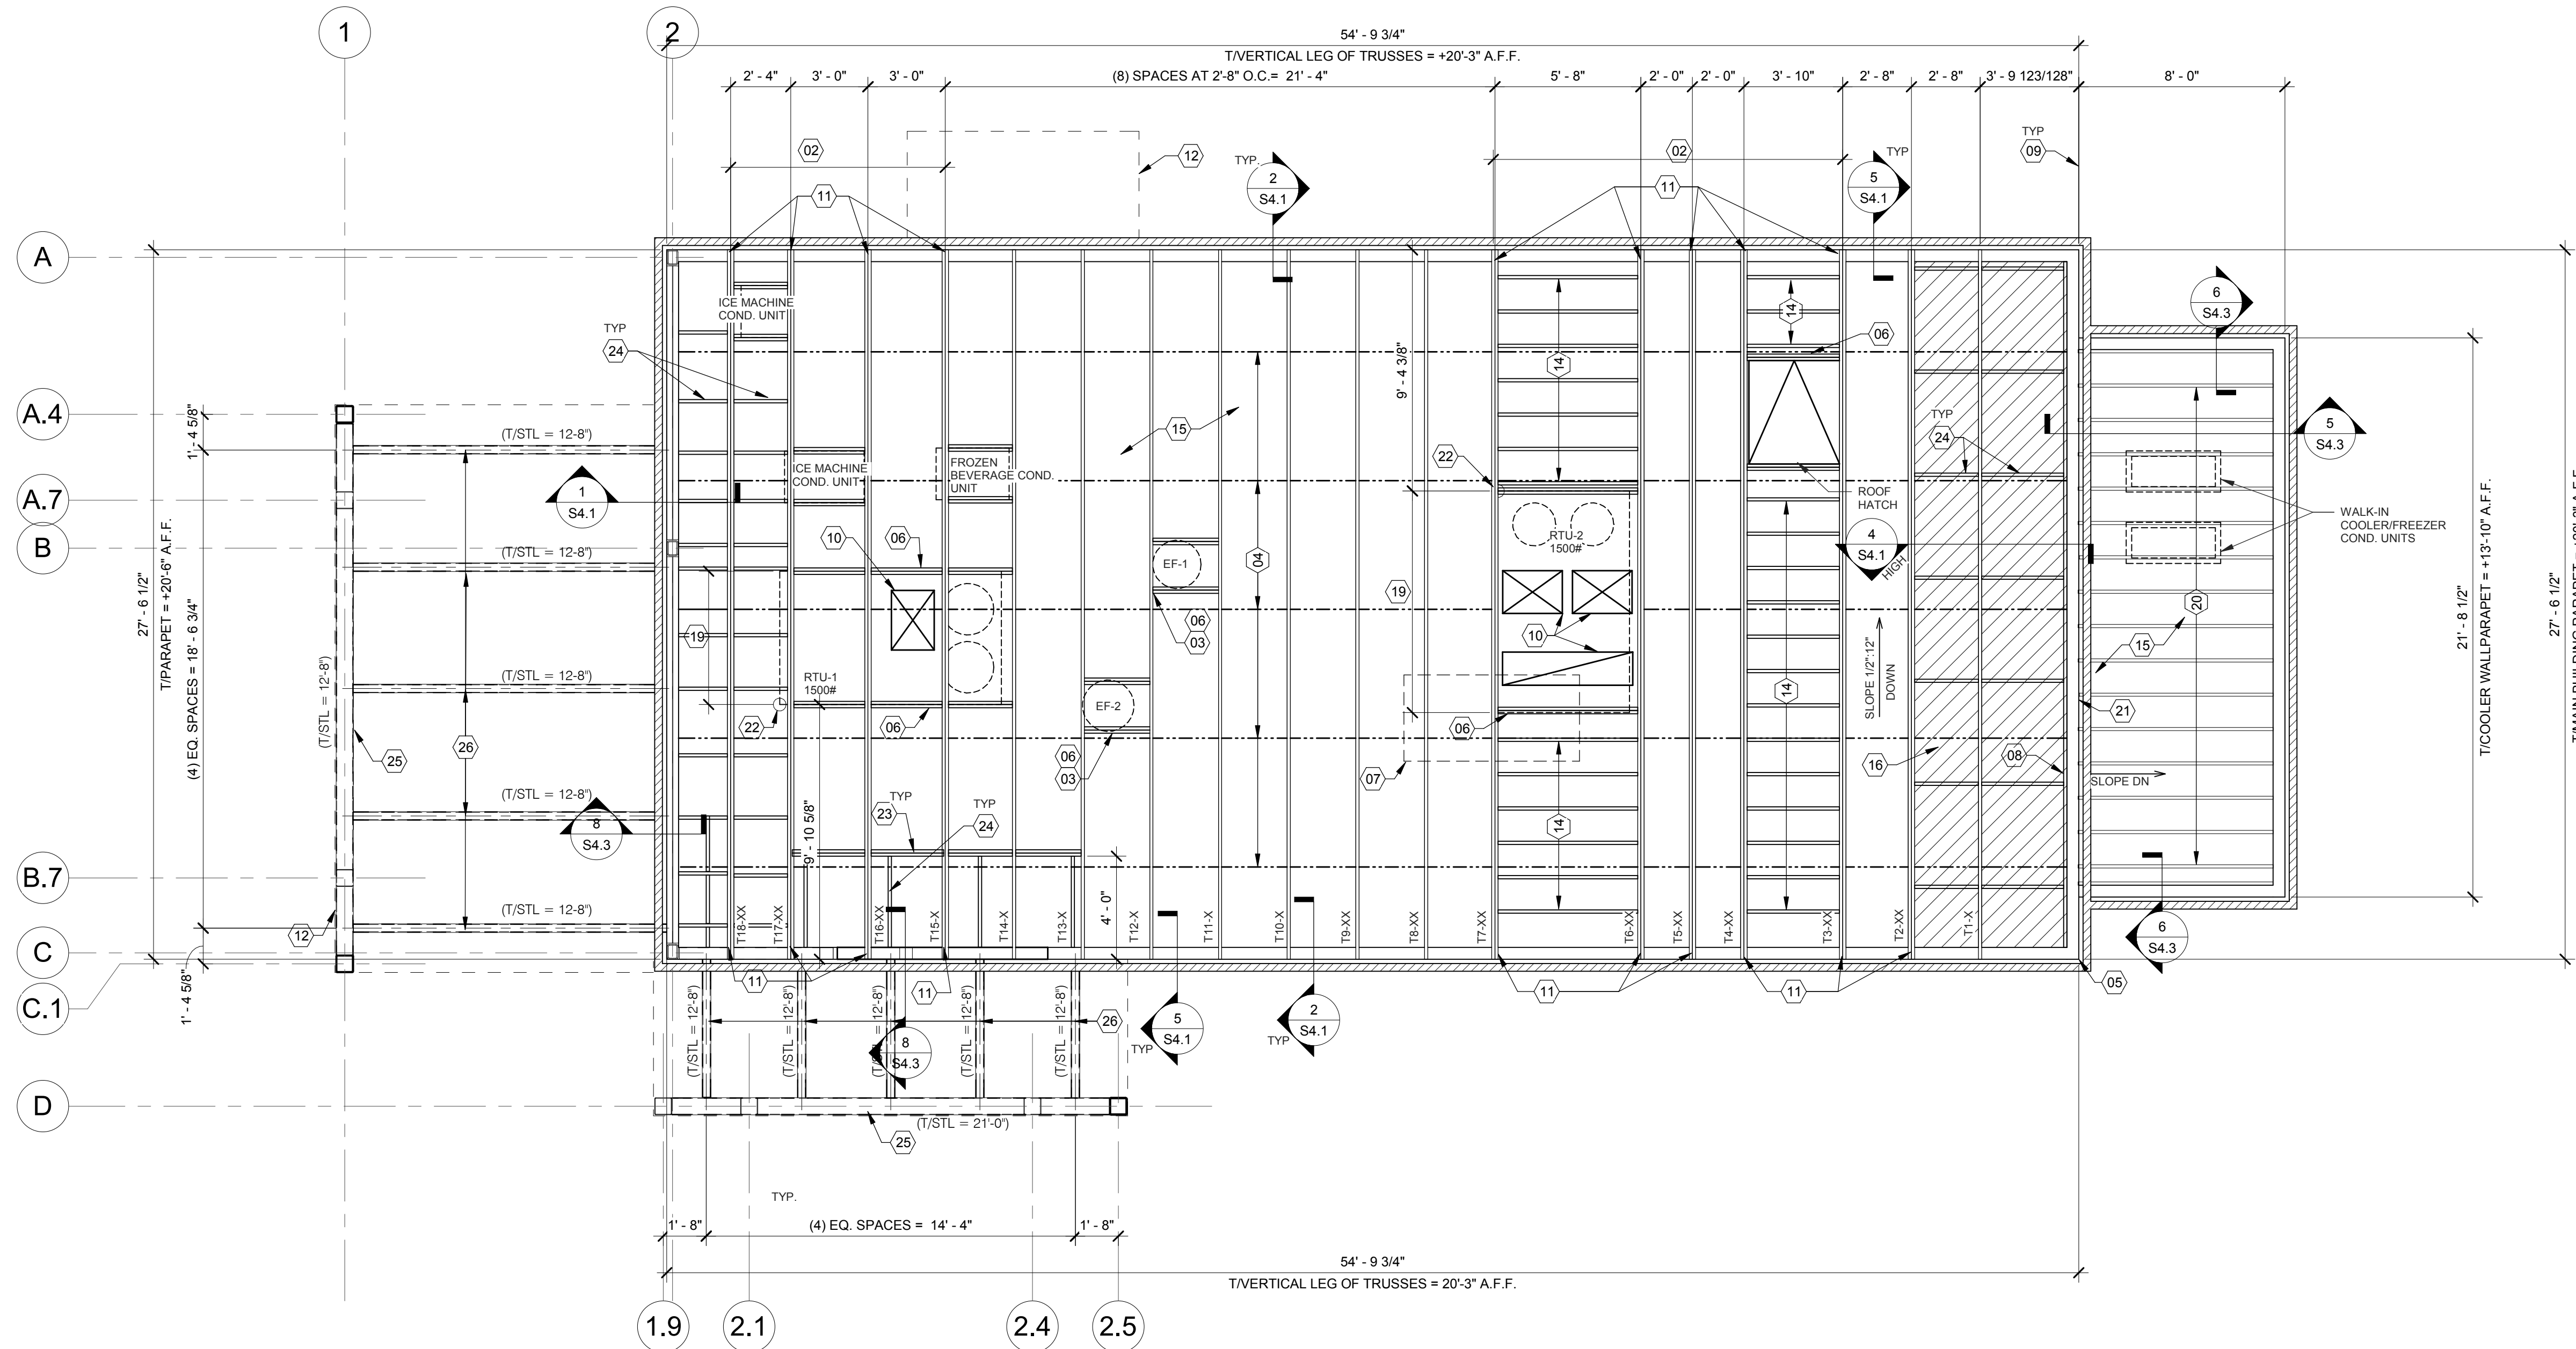 1
2
54' - 9 3/4"
T/VERTICAL LEG OF TRUSSES = +20'-3" A.F.F.
2' - 4"
3' - 0"
3' - 0"
(8) SPACES AT 2'-8" O.C.= 21' - 4"
5' - 8"
2' - 0"
2' - 0"
3' - 10"
2' - 8"
2' - 8"
3' - 9 123/128"
8' - 0"
02
12
TYP.
2
S4.1
02
5
S4.1
TYP
TYP
09
11
11
A
ICE MACHINE
COND. UNIT
TYP
24
14
14
06
6
S4.3
9' - 4 3/8"
A.4
1' - 4 5/8"
(T/STL = 12'-8")
15
TYP
24
5
S4.3
22
ICE MACHINE
COND. UNIT
FROZEN
BEVERAGE COND.
UNIT
1
S4.1
A.7
ROOF
HATCH
WALK-IN
COOLER/FREEZER
COND. UNITS
B
10
06
RTU-2
1500#
4
S4.1
HIGH
(T/STL = 12'-8")
EF-1
04
19
20
27' - 6 1/2"
T/PARAPET = +20'-6" A.F.F.
(4) EQ. SPACES = 18' - 6 3/4"
19
06
03
10
15
21' - 8 1/2"
T/COOLER WALLPARAPET = +13'-10" A.F.F.
27' - 6 1/2"
(T/STL = 12'-8")
RTU-1
1500#
EF-2
14
SLOPE 1/2":12"
DOWN
(T/STL = 12'-8")
22
06
06
21
25
26
06
03
07
16
08
SLOPE DN
(T/STL = 12'-8")
8
S4.3
9' - 10 5/8"
TYP
23
TYP
24
14
B.7
4' - 0"
(T/STL = 12'-8")
12
T18-XX
T17-XX
T16-XX
T15-X
T14-X
T13-X
T12-X
T11-X
T10-X
T9-XX
T8-XX
T7-XX
T6-XX
T5-XX
T4-XX
T3-XX
T2-XX
T1-X
6
S4.3
C
C.1
1' - 4 5/8"
11
11
11
11
05
(T/STL = 12'-8")
(T/STL = 12'-8")
(T/STL = 12'-8")
(T/STL = 12'-8")
(T/STL = 12'-8")
26
8
S4.3
5
S4.1
TYP
2
S4.1
TYP
D
(T/STL = 21'-0")
25
TYP.
1' - 8"
(4) EQ. SPACES = 14' - 4"
1' - 8"
54' - 9 3/4"
T/VERTICAL LEG OF TRUSSES = 20'-3" A.F.F.
1.9
2.1
2.4
2.5